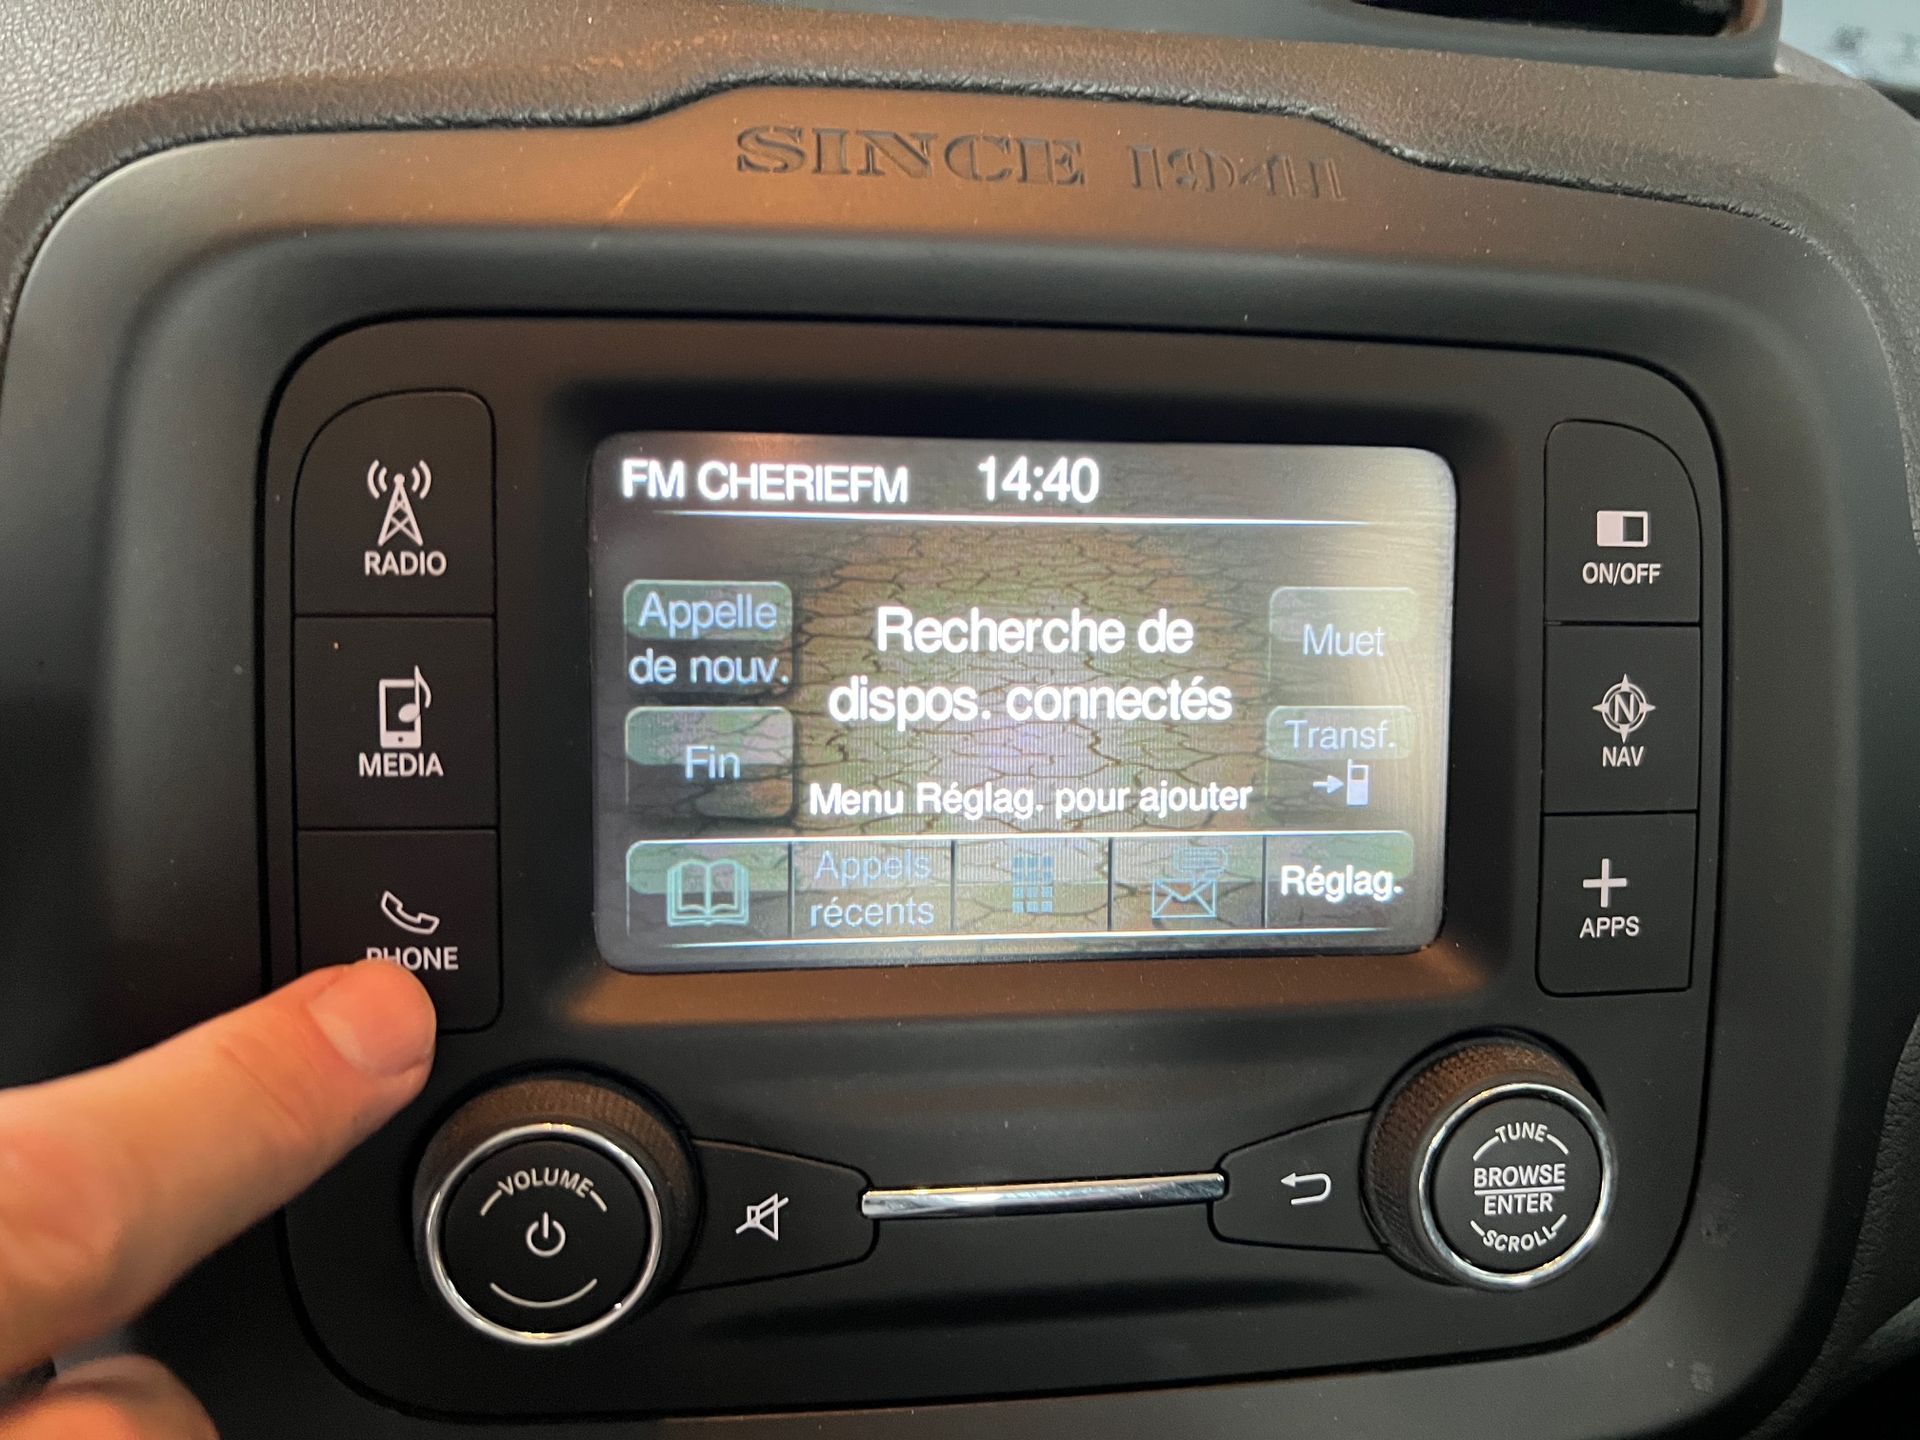 SINCE 1941
RADIO
MEDIA
PHONE
FM CHERIEFM 14:40
Appelle
de nouv.
Fin
Recherche de
dispos. connectés
Menu Réglag. pour ajouter
Muet
Transf.
Appels
récents
Réglag.
ON/OFF
N
NAV
APPS
VOLUME
TUNE
BROWSE
ENTER
SCROLL